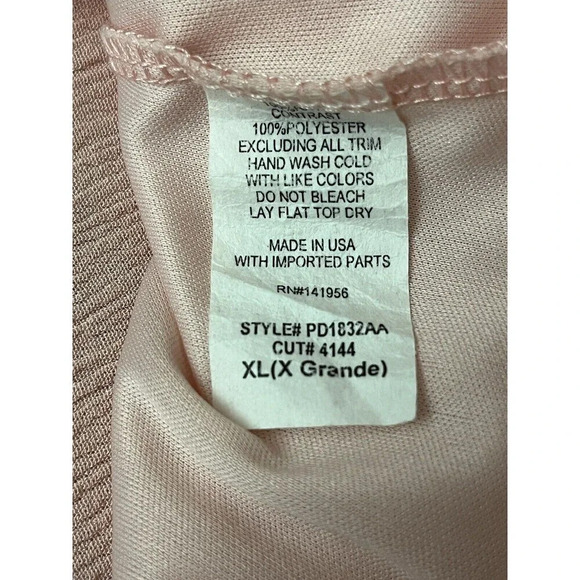 CONTRAST
100%POLYESTER
EXCLUDING ALL TRIM
HAND WASH COLD
WITH LIKE COLORS
DO NOT BLEACH
LAY FLAT TOP DRY
MADE IN USA
WITH IMPORTED PARTS
RN#141956
STYLE# PD1832AA
CUT# 4144
XL(X Grande)